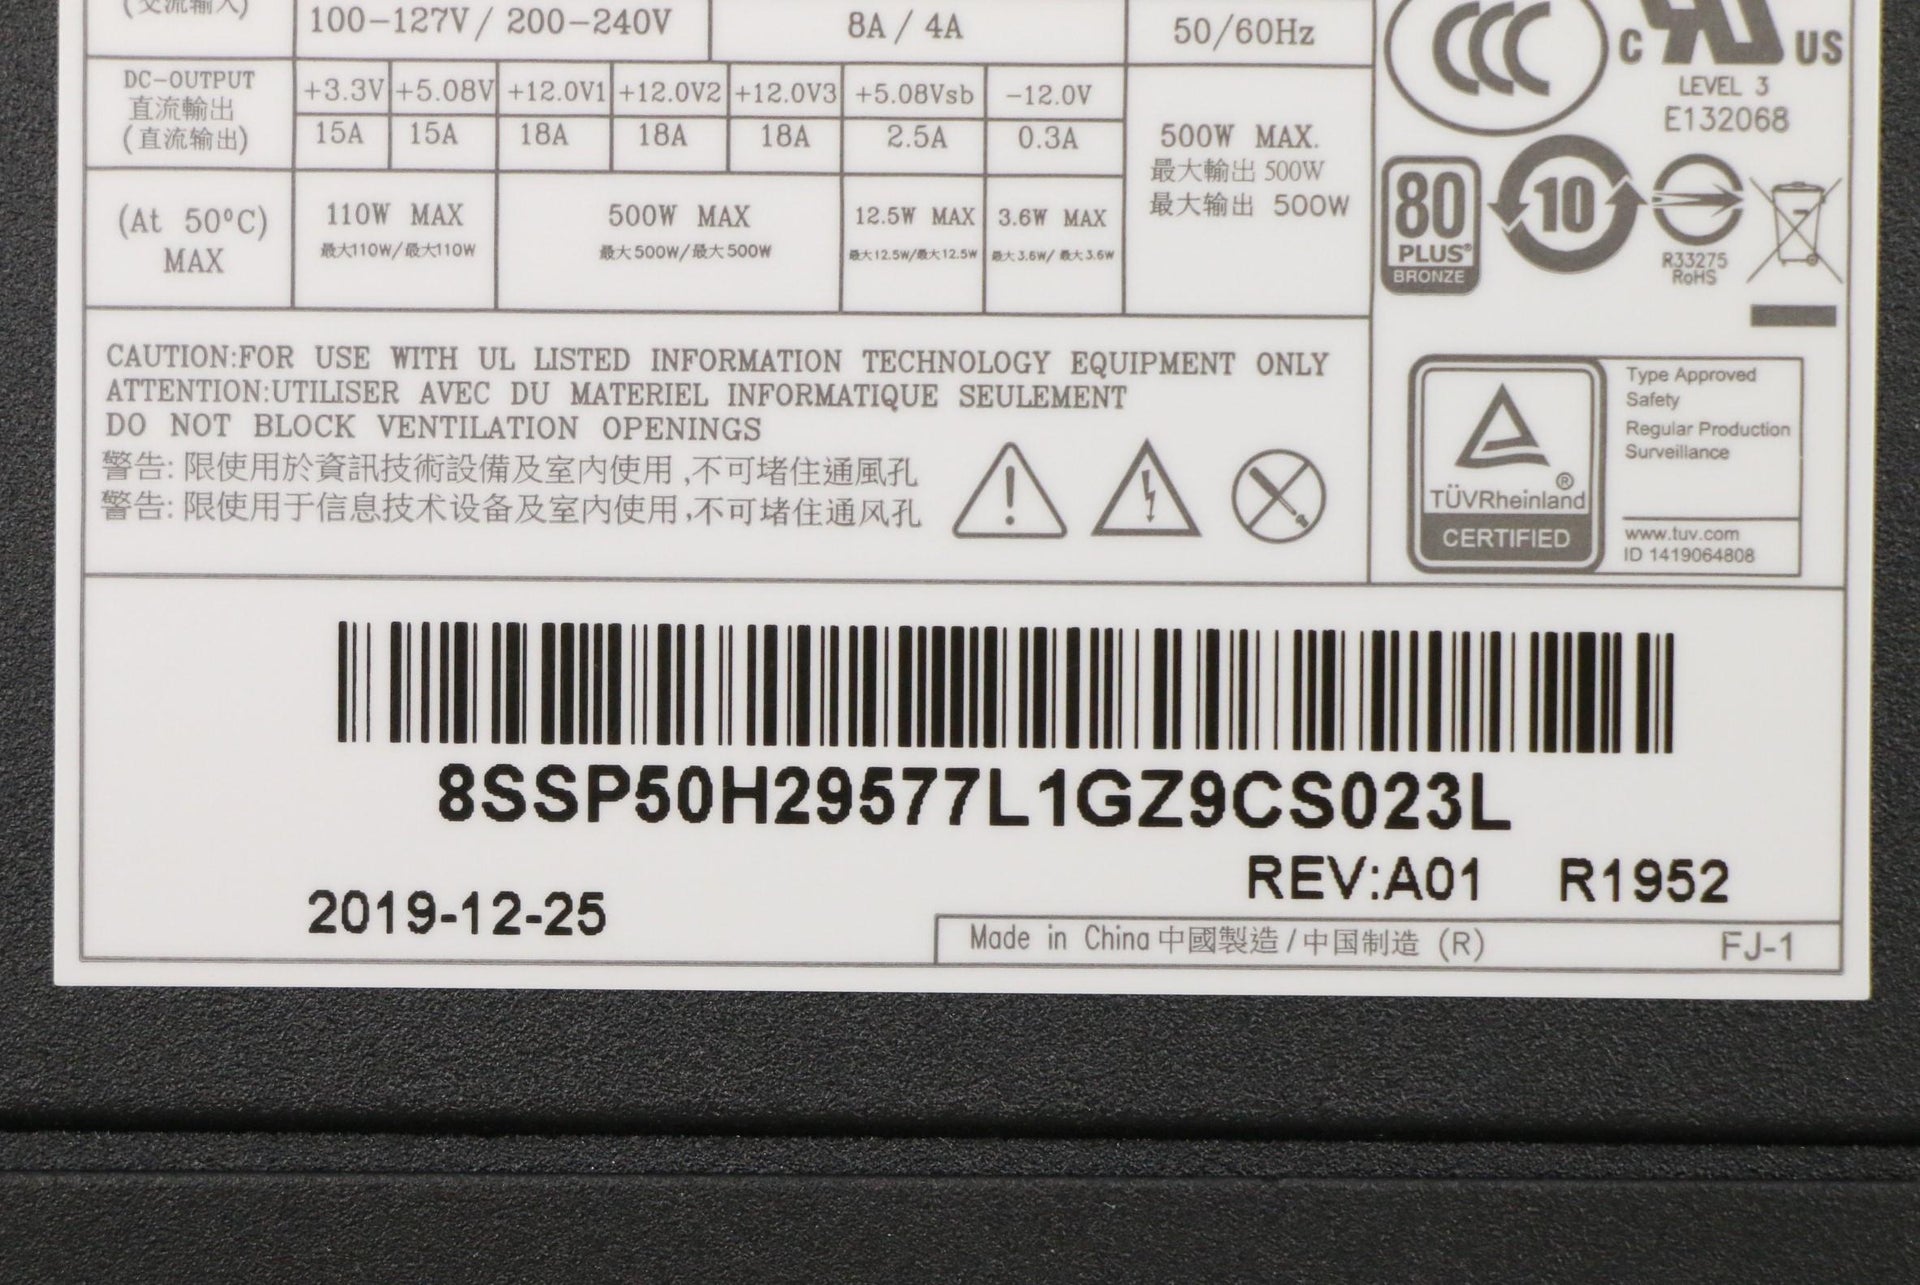 (交流输入)
100-127V / 200-240V 8A / 4A 50/60Hz
DC-OUTPUT
直流輸出
(直流输出)
+3.3V +5.08V +12.0V1 +12.0V2 +12.0V3 +5.08Vsb -12.0V
15A 15A 18A 18A 18A 2.5A 0.3A
500W MAX.
最大輸出 500W
最大输出 500W
(At 50°C)
MAX
110W MAX
最大110W/最大110W
500W MAX
最大500W/最大500W
12.5W MAX
最大12.5W/最大12.5W
3.6W MAX
最大3.6W/ 最大3.6W
CCC
C US
LEVEL 3
E132068
80
PLUS®
BRONZE
10
R33275
RoHS
CAUTION:FOR USE WITH UL LISTED INFORMATION TECHNOLOGY EQUIPMENT ONLY
ATTENTION:UTILISER AVEC DU MATERIEL INFORMATIQUE SEULEMENT
DO NOT BLOCK VENTILATION OPENINGS
警告: 限使用於資訊技術設備及室內使用,不可堵住通風孔
警告: 限使用于信息技术设备及室内使用,不可堵住通风孔
®
TÜVRheinland
CERTIFIED
Type Approved
Safety
Regular Production
Surveillance
www.tuv.com
ID 1419064808
8SSP50H29577L1GZ9CS023L
REV:A01 R1952
2019-12-25
Made in China 中國製造/中国制造 (R) FJ-1